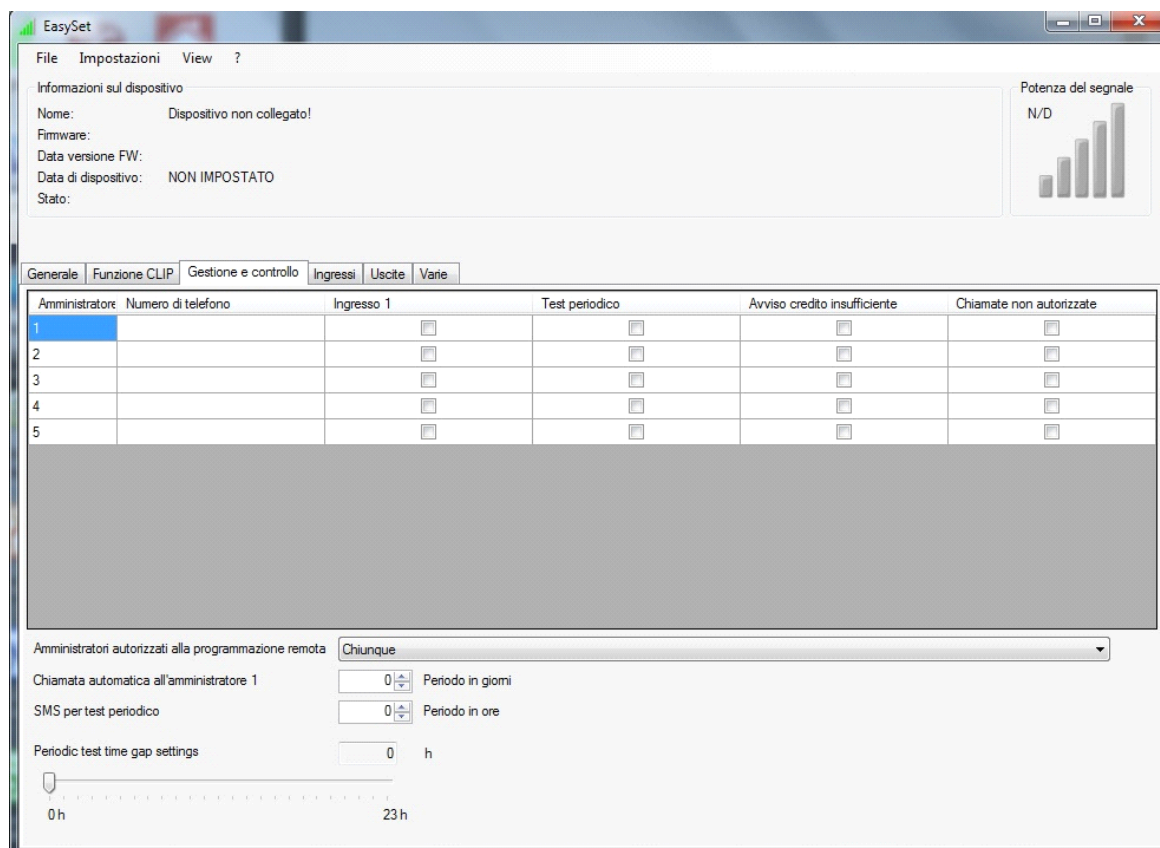 EasySet
File Impostazioni View ?
Informazioni sul dispositivo
Potenza del segnale
Nome: Dispositivo non collegato!
N/D
Firmware:
Data versione FW:
Data di dispositivo: NON IMPOSTATO
Stato:
Generale Funzione CLIP Gestione e controllo Ingressi Uscite Varie
Amministratore Numero di telefono Ingresso 1 Test periodico Avviso credito insufficiente Chiamate non autorizzate
1
2
3
4
5
Amministratori autorizzati alla programmazione remota Chiunque
Chiamata automatica all'amministratore 1 0 Periodo in giorni
SMS per test periodico 0 Periodo in ore
Periodic test time gap settings 0 h
0 h 23 h